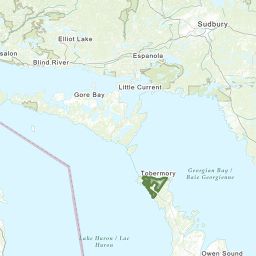 Sudbury
Elliot Lake
Espanola
salon
Blind River
Little Current
Gore Bay
Georgian Bay /
Baie Georgienne
Tobermory
Lake Huron / Lac
Huron
Owen Sound